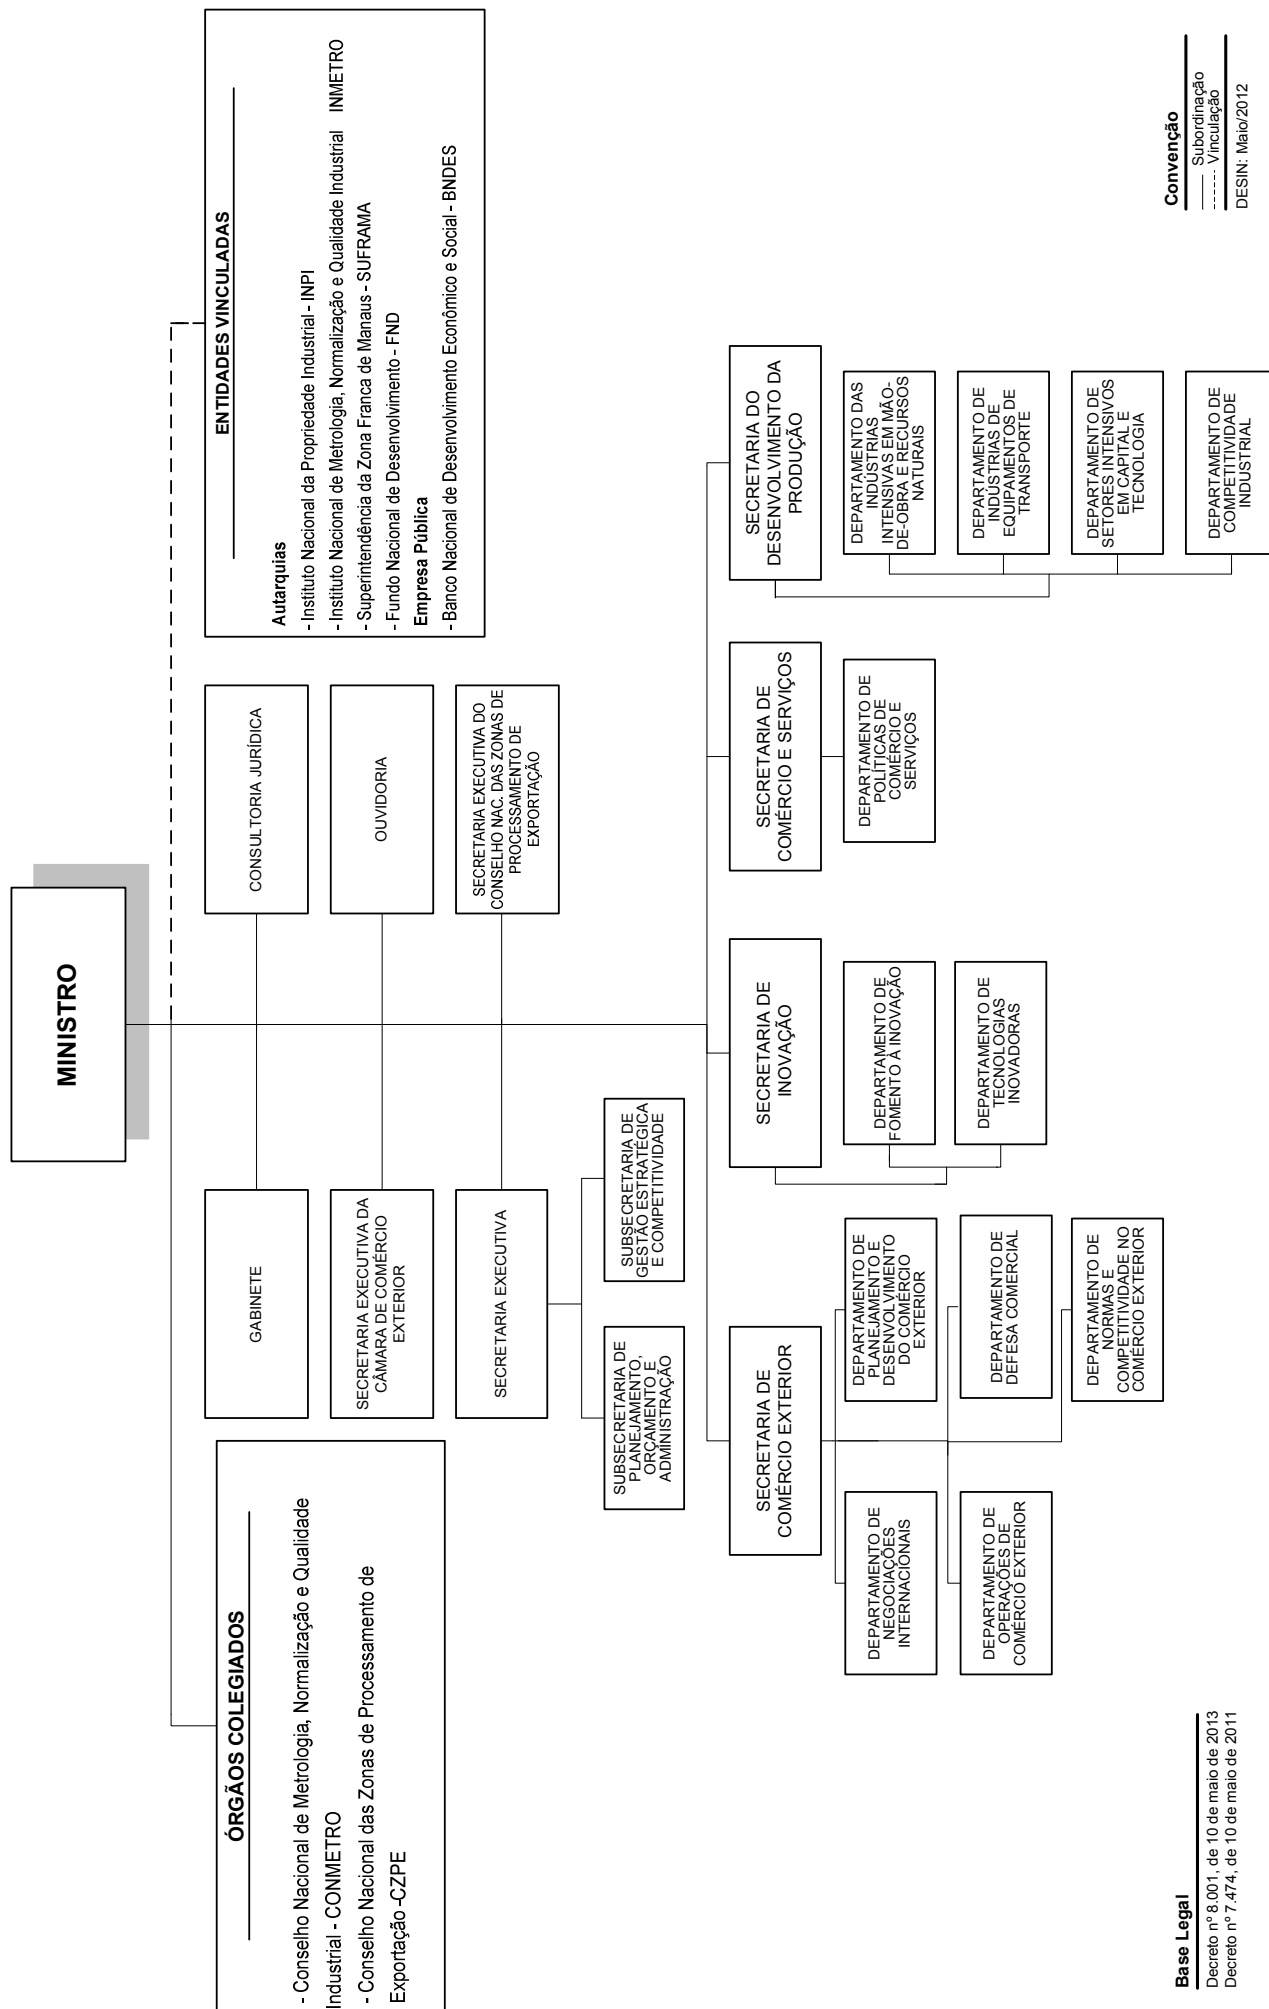 MINISTRO
ÓRGÃOS COLEGIADOS
- Conselho Nacional de Metrologia, Normalização e Qualidade
Industrial - CONMETRO
- Conselho Nacional das Zonas de Processamento de
Exportação -CZPE
GABINETE
CONSULTORIA JURÍDICA
SECRETARIA EXECUTIVA DA
CÂMARA DE COMÉRCIO
EXTERIOR
OUVIDORIA
SECRETARIA EXECUTIVA
SECRETARIA EXECUTIVA DO
CONSELHO NAC. DAS ZONAS DE
PROCESSAMENTO DE
EXPORTAÇÃO
SUBSECRETARIA DE
PLANEJAMENTO,
ORÇAMENTO E
ADMINISTRAÇÃO
SUBSECRETARIA DE
GESTÃO ESTRATÉGICA
E COMPETITIVIDADE
ENTIDADES VINCULADAS
Autarquias
- Instituto Nacional da Propriedade Industrial - INPI
- Instituto Nacional de Metrologia, Normalização e Qualidade Industrial INMETRO
- Superintendência da Zona Franca de Manaus - SUFRAMA
- Fundo Nacional de Desenvolvimento - FND
Empresa Pública
- Banco Nacional de Desenvolvimento Econômico e Social - BNDES
SECRETARIA DE
COMÉRCIO EXTERIOR
DEPARTAMENTO DE
NEGOCIAÇÕES
INTERNACIONAIS
DEPARTAMENTO DE
PLANEJAMENTO E
DESENVOLVIMENTO
DO COMÉRCIO
EXTERIOR
DEPARTAMENTO DE
OPERAÇÕES DE
COMÉRCIO EXTERIOR
DEPARTAMENTO DE
DEFESA COMERCIAL
DEPARTAMENTO DE
NORMAS E
COMPETITIVIDADE NO
COMÉRCIO EXTERIOR
SECRETARIA DE
INOVAÇÃO
DEPARTAMENTO DE
FOMENTO À INOVAÇÃO
DEPARTAMENTO DE
TECNOLOGIAS
INOVADORAS
SECRETARIA DE
COMÉRCIO E SERVIÇOS
DEPARTAMENTO DE
POLÍTICAS DE
COMÉRCIO E
SERVIÇOS
SECRETARIA DO
DESENVOLVIMENTO DA
PRODUÇÃO
DEPARTAMENTO DAS
INDÚSTRIAS
INTENSIVAS EM MÃO-
DE-OBRA E RECURSOS
NATURAIS
DEPARTAMENTO DE
INDÚSTRIAS DE
EQUIPAMENTOS DE
TRANSPORTE
DEPARTAMENTO DE
SETORES INTENSIVOS
EM CAPITAL E
TECNOLOGIA
DEPARTAMENTO DE
COMPETITIVIDADE
INDUSTRIAL
Base Legal
Decreto nº 8.001, de 10 de maio de 2013
Decreto nº 7.474, de 10 de maio de 2011
Convenção
Subordinação
Vinculação
DESIN: Maio/2012